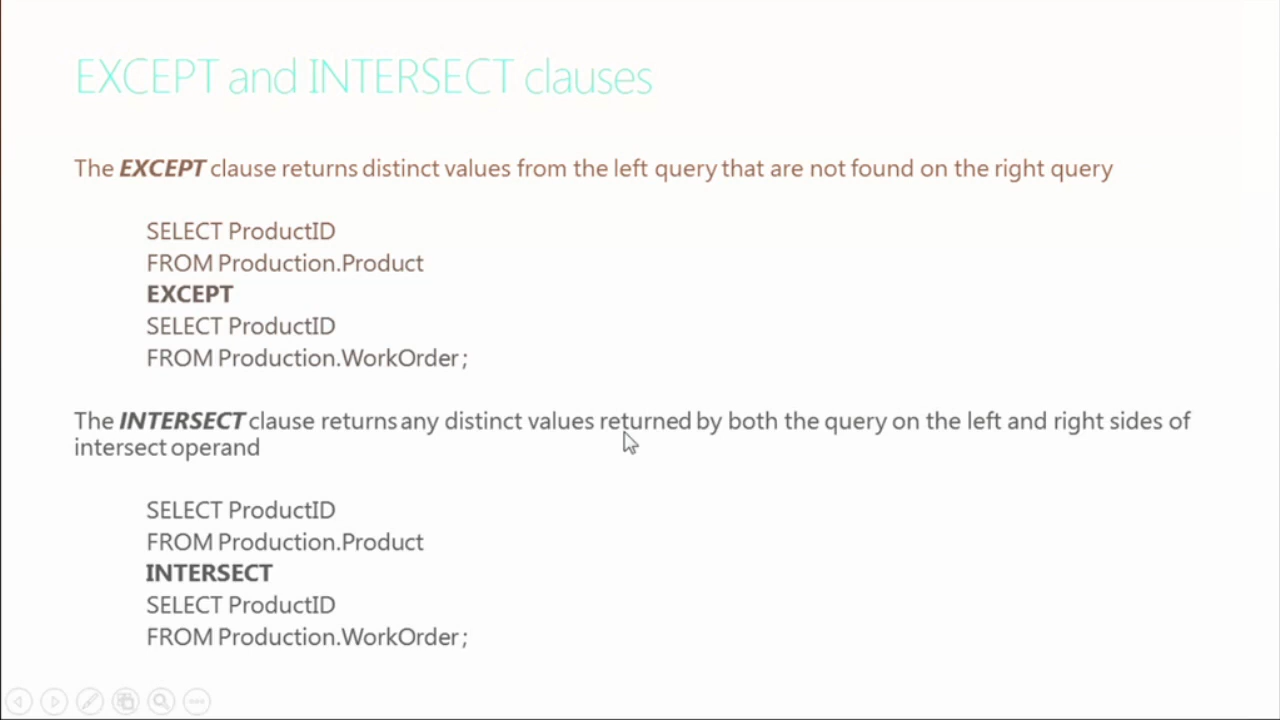 EXCEPT and INTERSECT clauses
The EXCEPT clause returns distinct values from the left query that are not found on the right query
SELECT ProductID
FROM Production.Product
EXCEPT
SELECT ProductID
FROM Production.WorkOrder ;
The INTERSECT clause returns any distinct values returned by both the query on the left and right sides of
intersect operand
SELECT ProductID
FROM Production.Product
INTERSECT
SELECT ProductID
FROM Production.WorkOrder ;